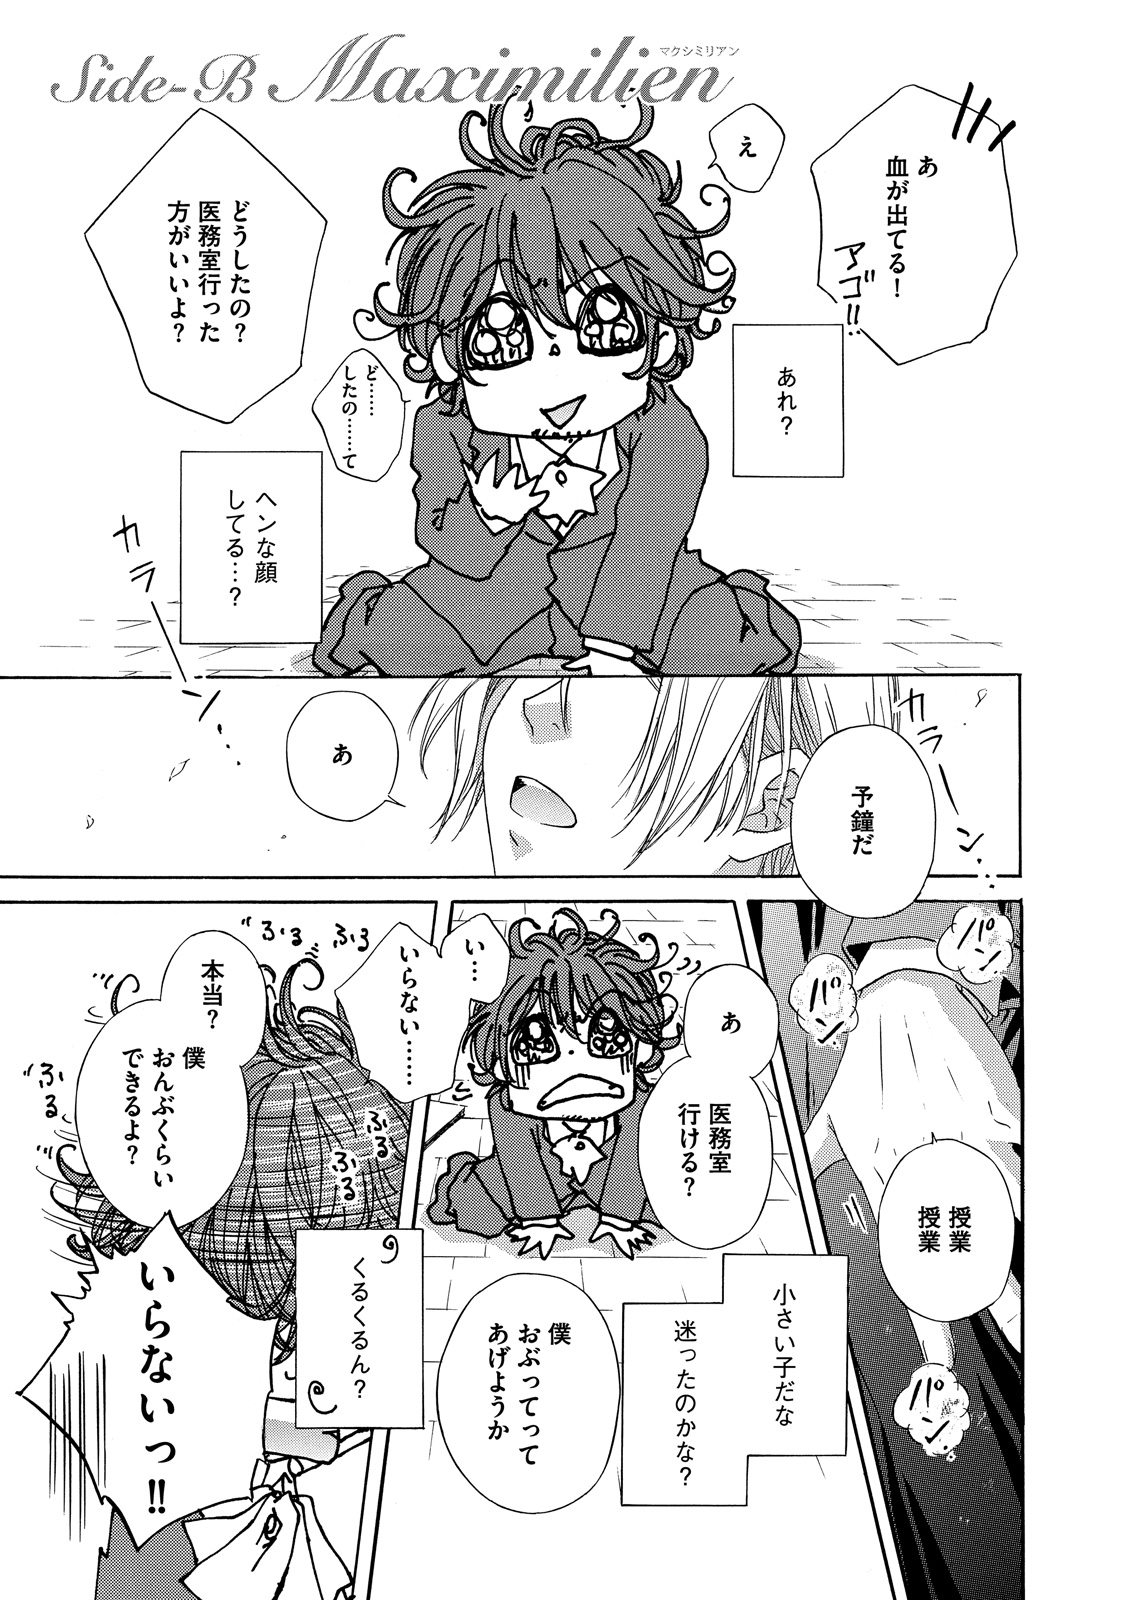 Side-B Maximilien
マクシミリアン
あ
血が出てる!
アゴ!!
え
あれ?
どうしたの?
医務室行った
方がいいよ?
ど……
したの……て
ヘンな顔
してる…?
カラーン…
カラーン…
あ
予鐘だ
パン
パン
授業
授業
パン
あ
医務室
行ける?
小さい子だな
迷ったのかな?
僕
おぶってって
あげようか
い…
いらない……
くるくるん?
ふる
ふる
本当?
僕
おんぶくらい
できるよ?
ふる
ふる
ふる
ふる
いらないっ!!